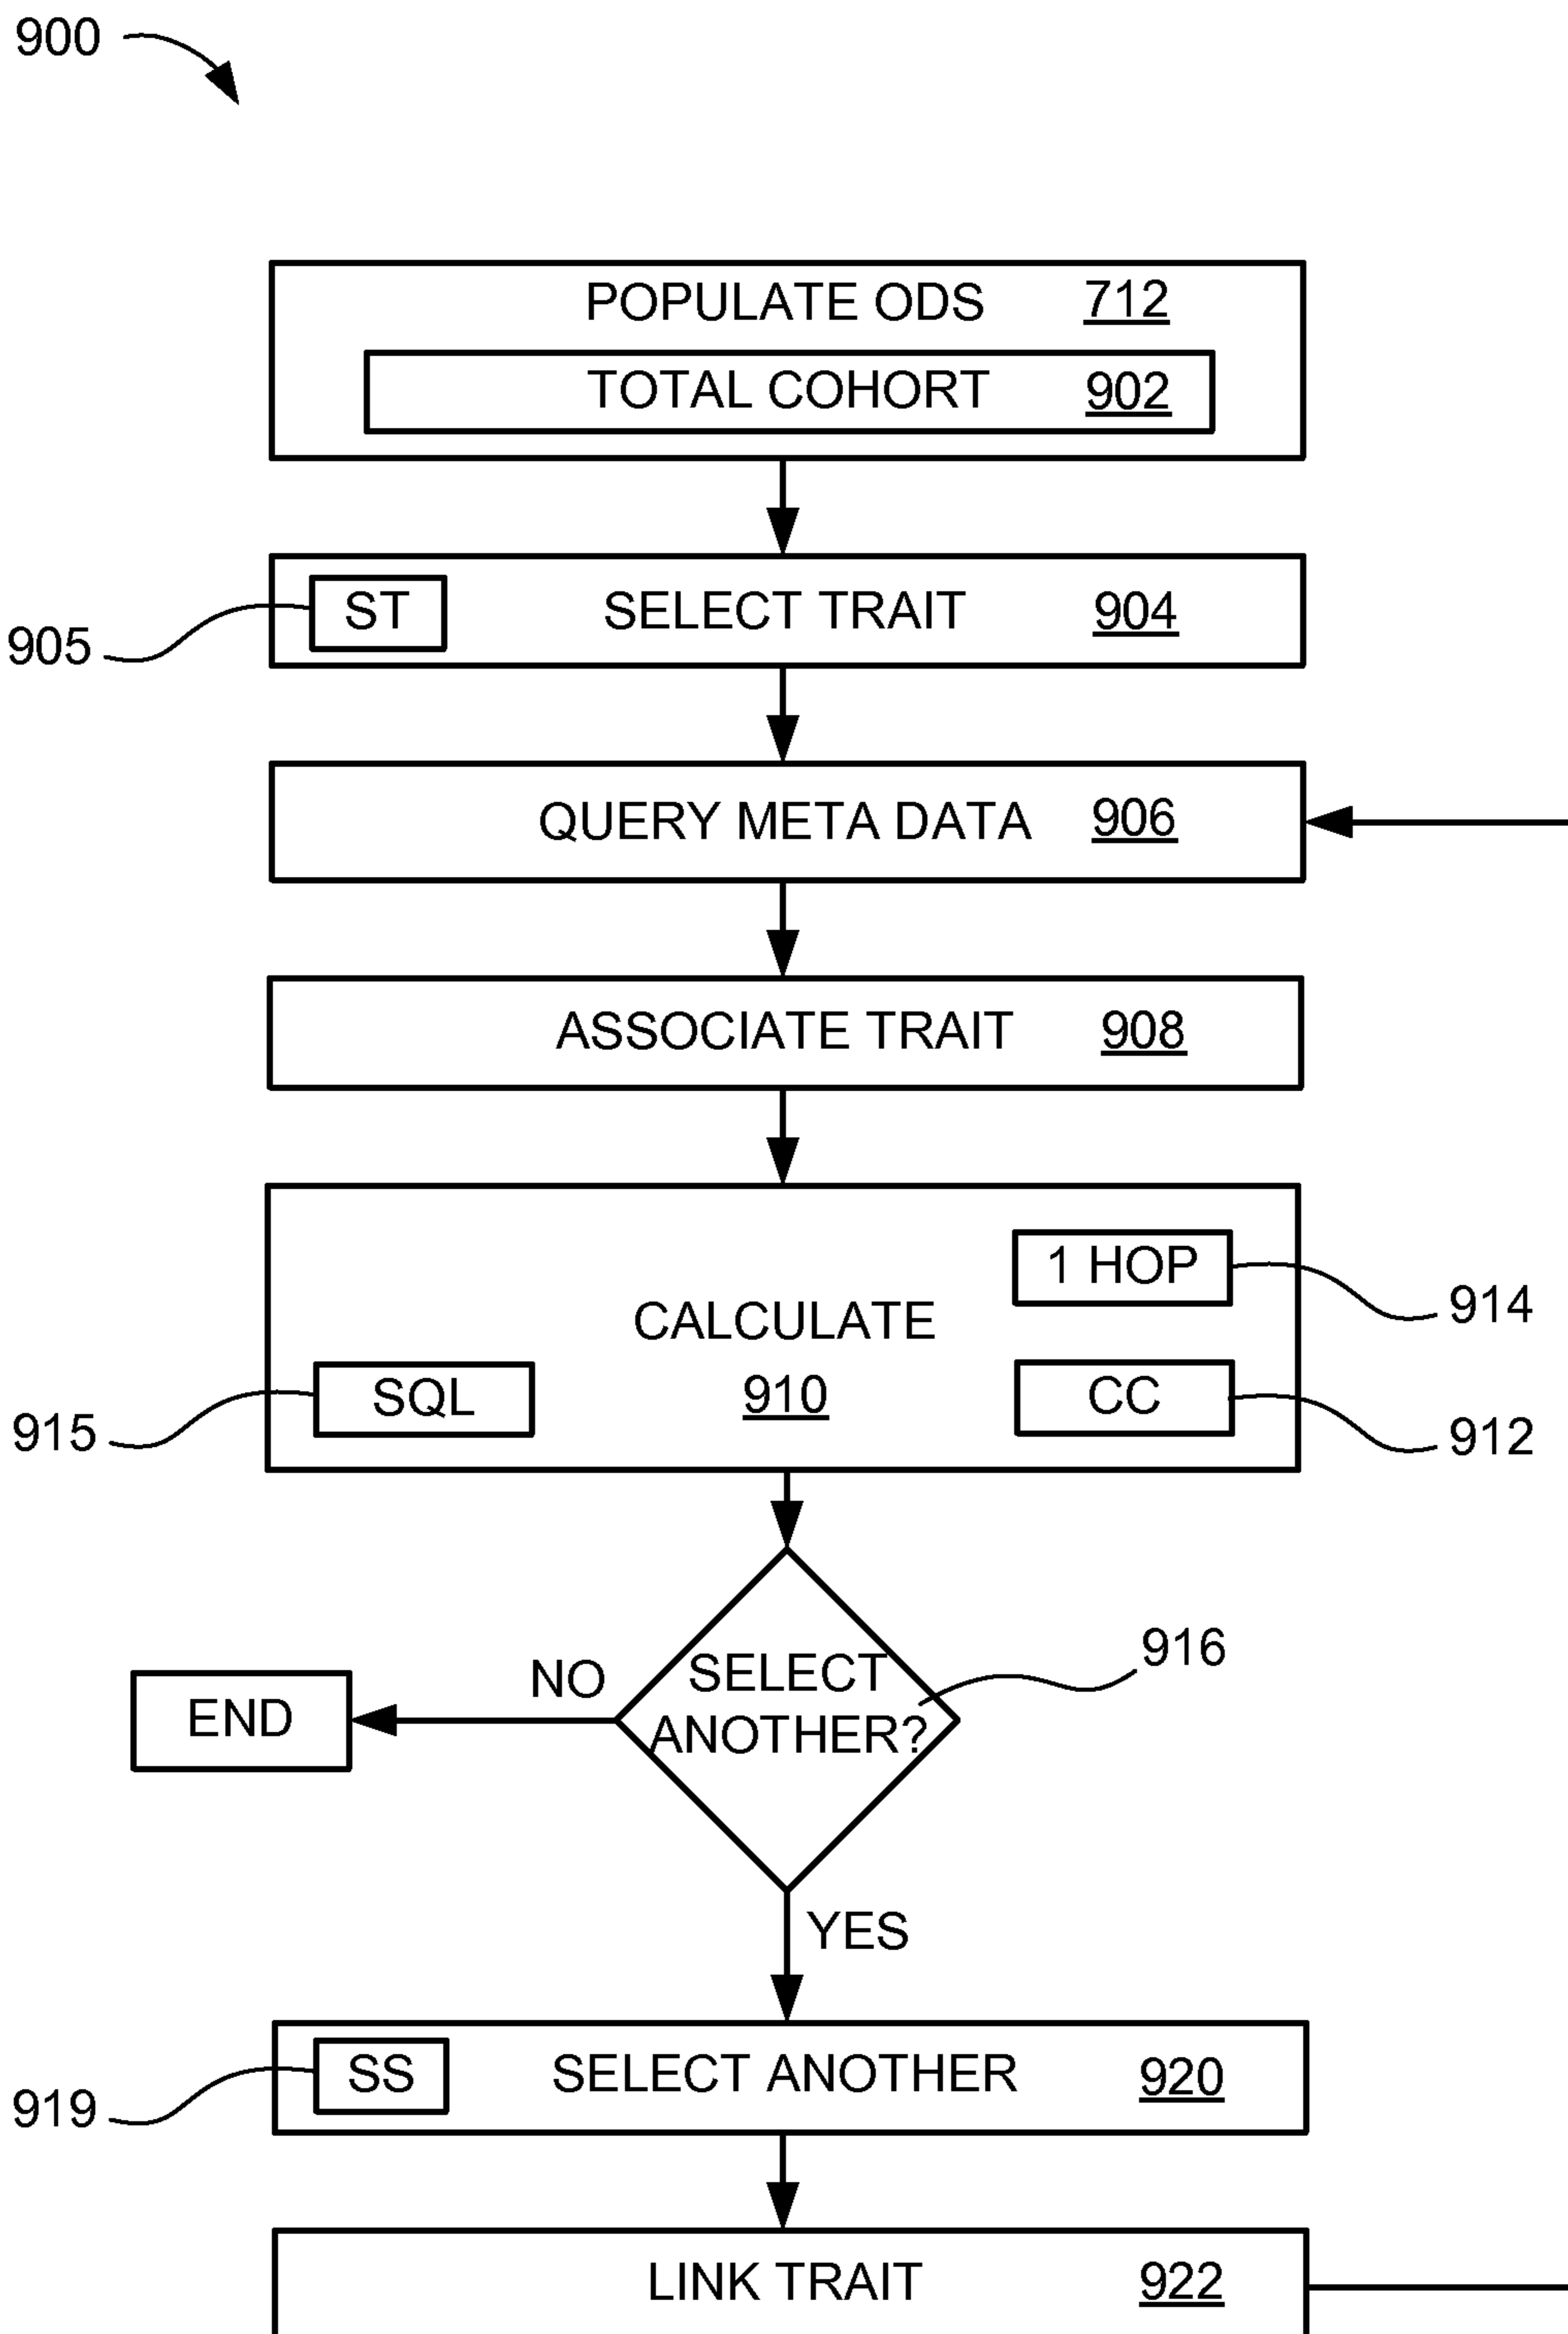 900
POPULATE ODS 712
TOTAL COHORT 902
ST SELECT TRAIT 904
905
QUERY META DATA 906
ASSOCIATE TRAIT 908
1 HOP
914
CALCULATE
SQL 910 CC
915
912
916
NO
SELECT
ANOTHER?
END
YES
SS SELECT ANOTHER 920
919
LINK TRAIT 922